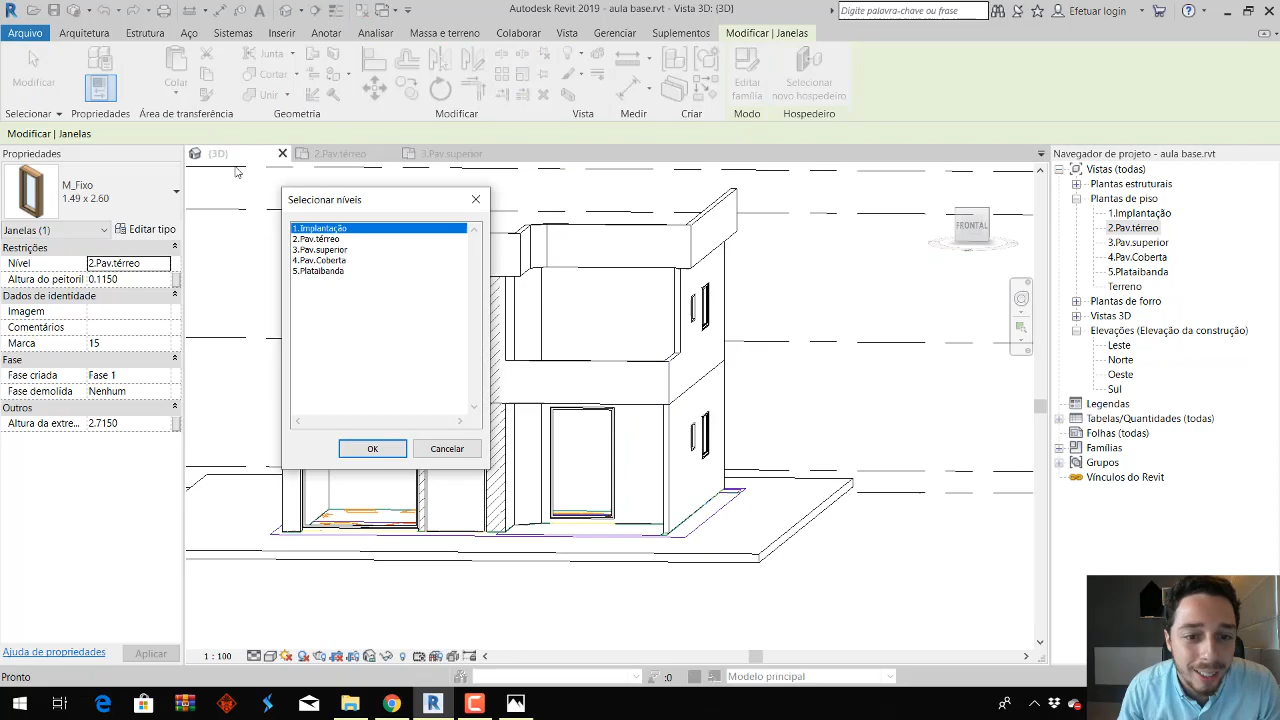 Autodesk Revit 2019 - aula base.rvt - Vista 3D: {3D}
Digite palavra-chave ou frase
Efetuar login
Arquivo Arquitetura Estrutura Aço Sistemas Inserir Anotar Analisar Massa e terreno Colaborar Vista Gerenciar Suplementos Modificar | Janelas
Modificar
Colar
Junta
Cortar
Unir
Editar família
Selecionar novo hospedeiro
Selecionar Propriedades Área de transferência Geometria Modificar Vista Medir Criar Modo Hospedeiro
Modificar | Janelas
Propriedades
M_Fixo
1.49 x 2.60
Janelas (1)
Editar tipo
Restrições
Nível 2.Pav.térreo
Altura do peitoril 0.1150
Dados de identidade
Imagem
Comentários
Marca 15
Fase
Fase criada Fase 1
Fase demolida Nenhum
Outros
Altura da extre... 2.7150
Ajuda de propriedades
Aplicar
{3D}
2.Pav.térreo
3.Pav.superior
Selecionar níveis
1.Implantação
2.Pav.térreo
3.Pav.superior
4.Pav.Coberta
5.Plataibanda
OK
Cancelar
FRONTAL
Navegador de projeto - aula base.rvt
Vistas (todas)
Plantas estruturais
Plantas de piso
1.Implantação
2.Pav.térreo
3.Pav.superior
4.Pav.Coberta
5.Plataibanda
Terreno
Plantas de forro
Vistas 3D
Elevações (Elevação da construção)
Leste
Norte
Oeste
Sul
Legendas
Tabelas/Quantidades (todas)
Folhas (todas)
Famílias
Grupos
Vínculos do Revit
1 : 100
Pronto
:0
Modelo principal